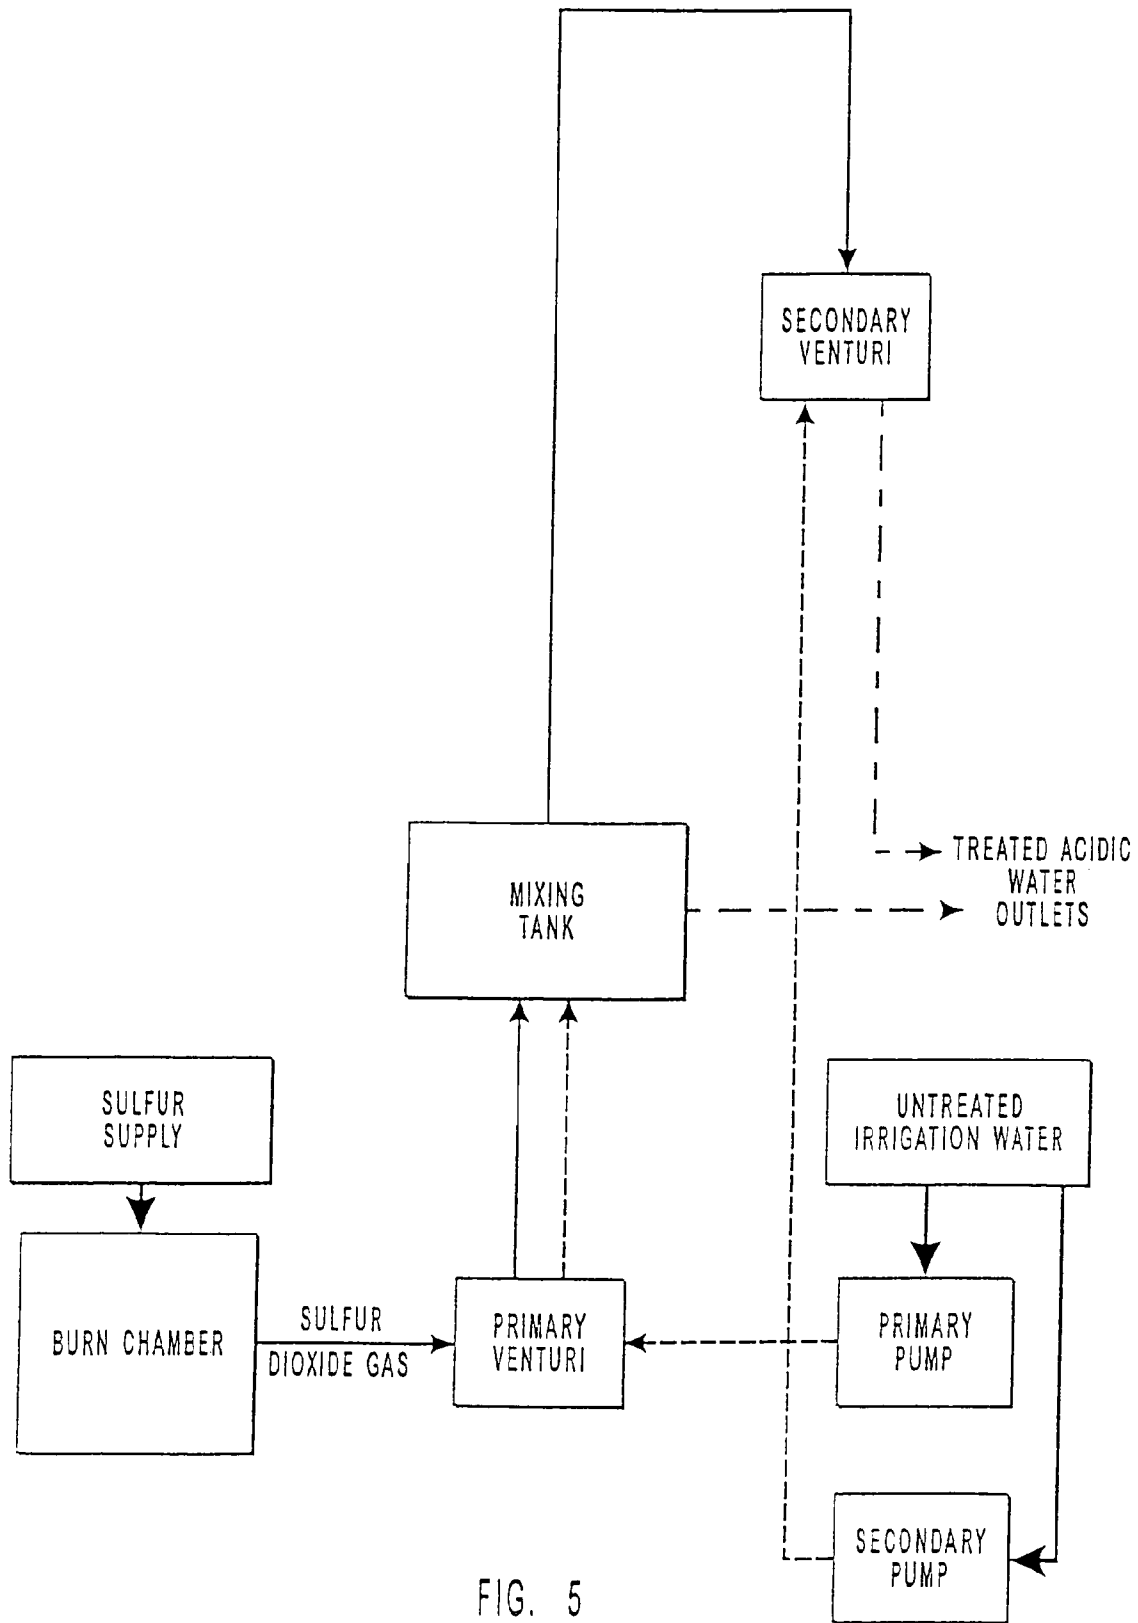 SECONDARY
VENTURI
TREATED ACIDIC
WATER
OUTLETS
MIXING
TANK
SULFUR
SUPPLY
UNTREATED
IRRIGATION WATER
BURN CHAMBER
SULFUR
DIOXIDE GAS
PRIMARY
VENTURI
PRIMARY
PUMP
SECONDARY
PUMP
FIG. 5